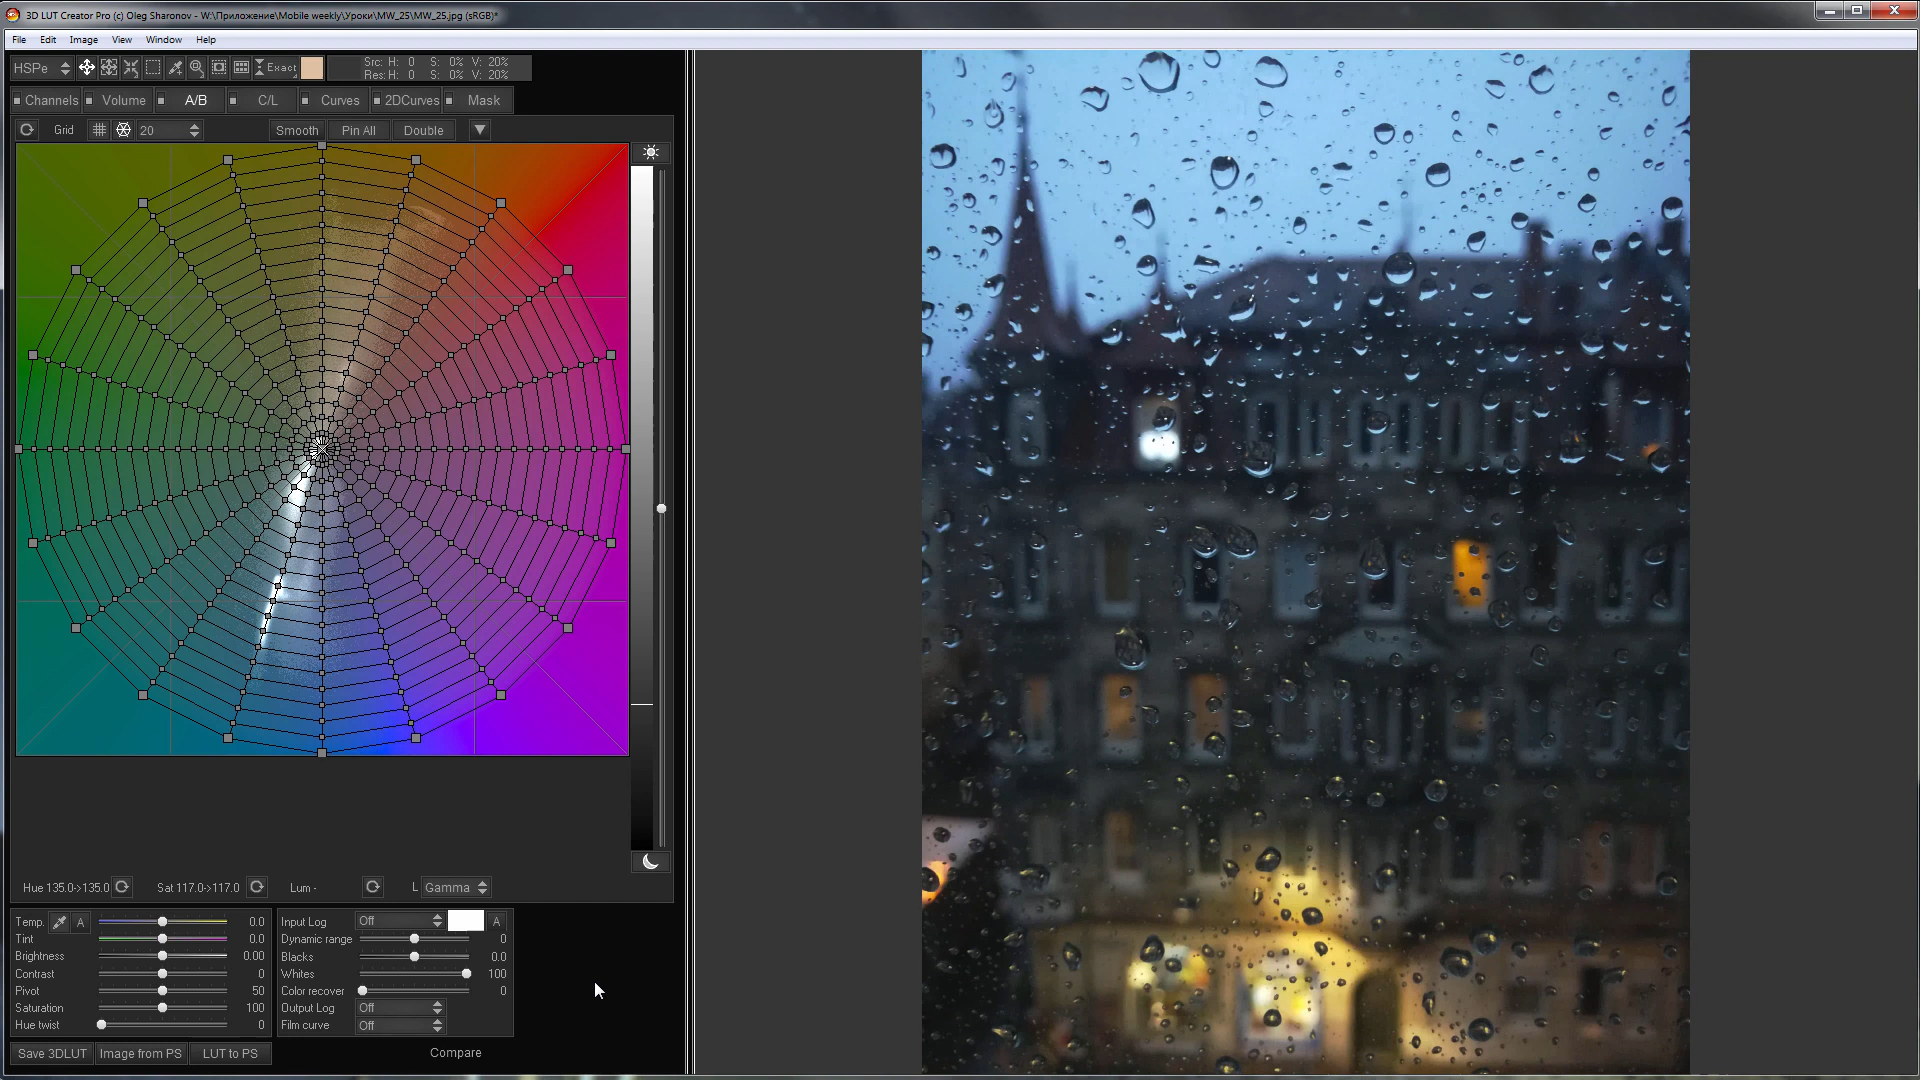 3D LUT Creator Pro (c) Oleg Sharonov - W:\Приложение\Mobile weekly\Уроки\MW_25\MW_25.jpg (sRGB)*
File Edit Image View Window Help
HSPe Exact Src: H: 0 S: 0% V: 20%
Res: H: 0 S: 0% V: 20%
Channels Volume A/B C/L Curves 2DCurves Mask
Grid 20 Smooth Pin All Double
Hue 135.0->135.0 Sat 117.0->117.0 Lum - L Gamma
Temp. A 0.0 Input Log Off A
Tint 0.0 Dynamic range 0
Brightness 0.00 Blacks 0.0
Contrast 0 Whites 100
Pivot 50 Color recover 0
Saturation 100 Output Log Off
Hue twist 0 Film curve Off
Save 3DLUT Image from PS LUT to PS Compare